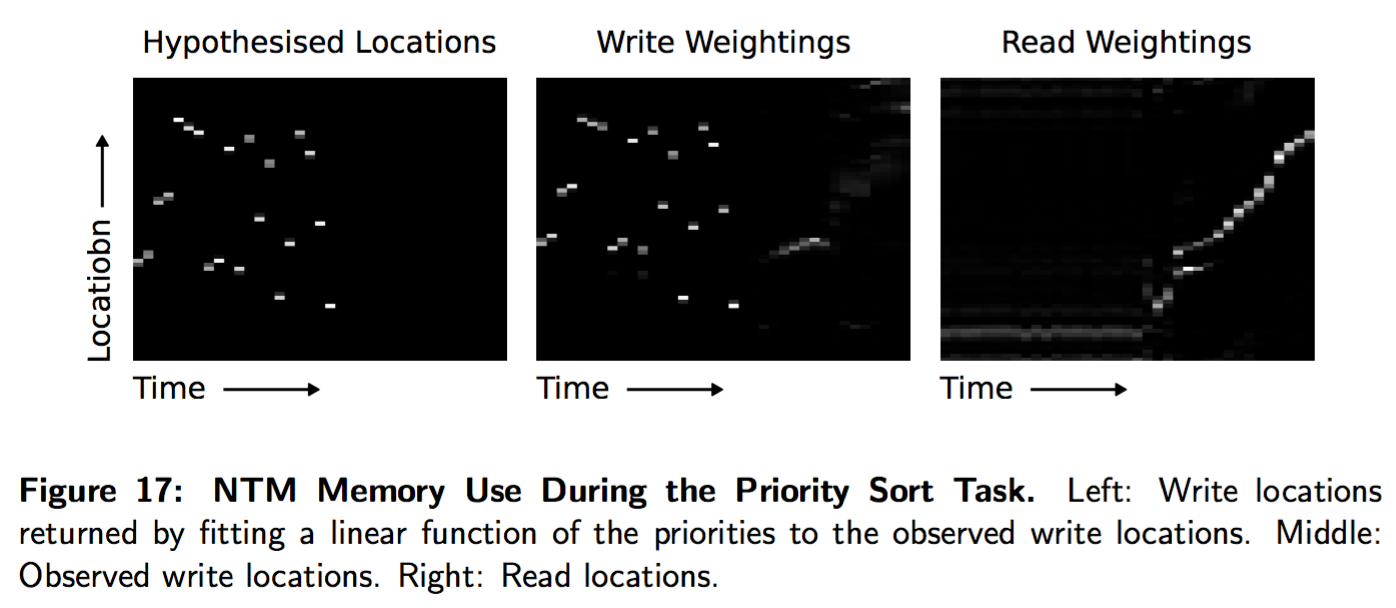 Hypothesised Locations
Write Weightings
Read Weightings
Locatiobn
Time
Time
Time
Figure 17: NTM Memory Use During the Priority Sort Task. Left: Write locations
returned by fitting a linear function of the priorities to the observed write locations. Middle:
Observed write locations. Right: Read locations.